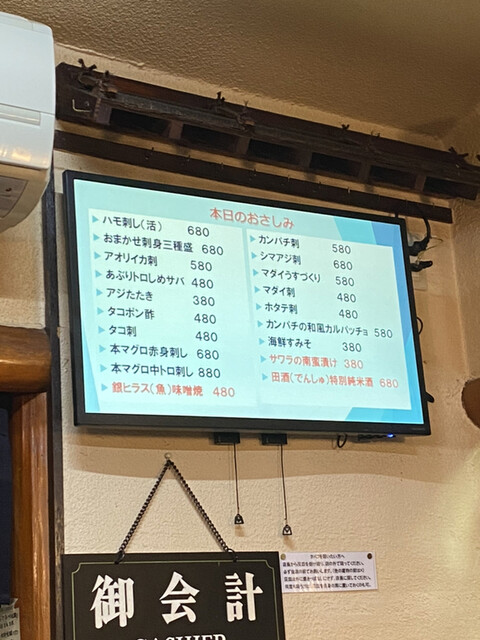 本日のおさしみ
▶ハモ刺し(活) 680
▶おまかせ刺身三種盛 680
▶アオリイカ刺 580
▶あぶりトロしめサバ 480
▶アジたたき 380
▶タコポン酢 480
▶タコ刺 480
▶本マグロ赤身刺し 680
▶本マグロ中トロ刺し 880
▶銀ヒラス(魚)味噌焼 480
▶カンパチ刺 580
▶シマアジ刺 680
▶マダイうすづくり 580
▶マダイ刺 480
▶ホタテ刺 480
▶カンパチの和風カルパッチョ 580
▶海鮮すみそ 380
▶サワラの南蛮漬け 380
▶田酒(でんしゅ)特別純米酒 680
御会計
CASHIER